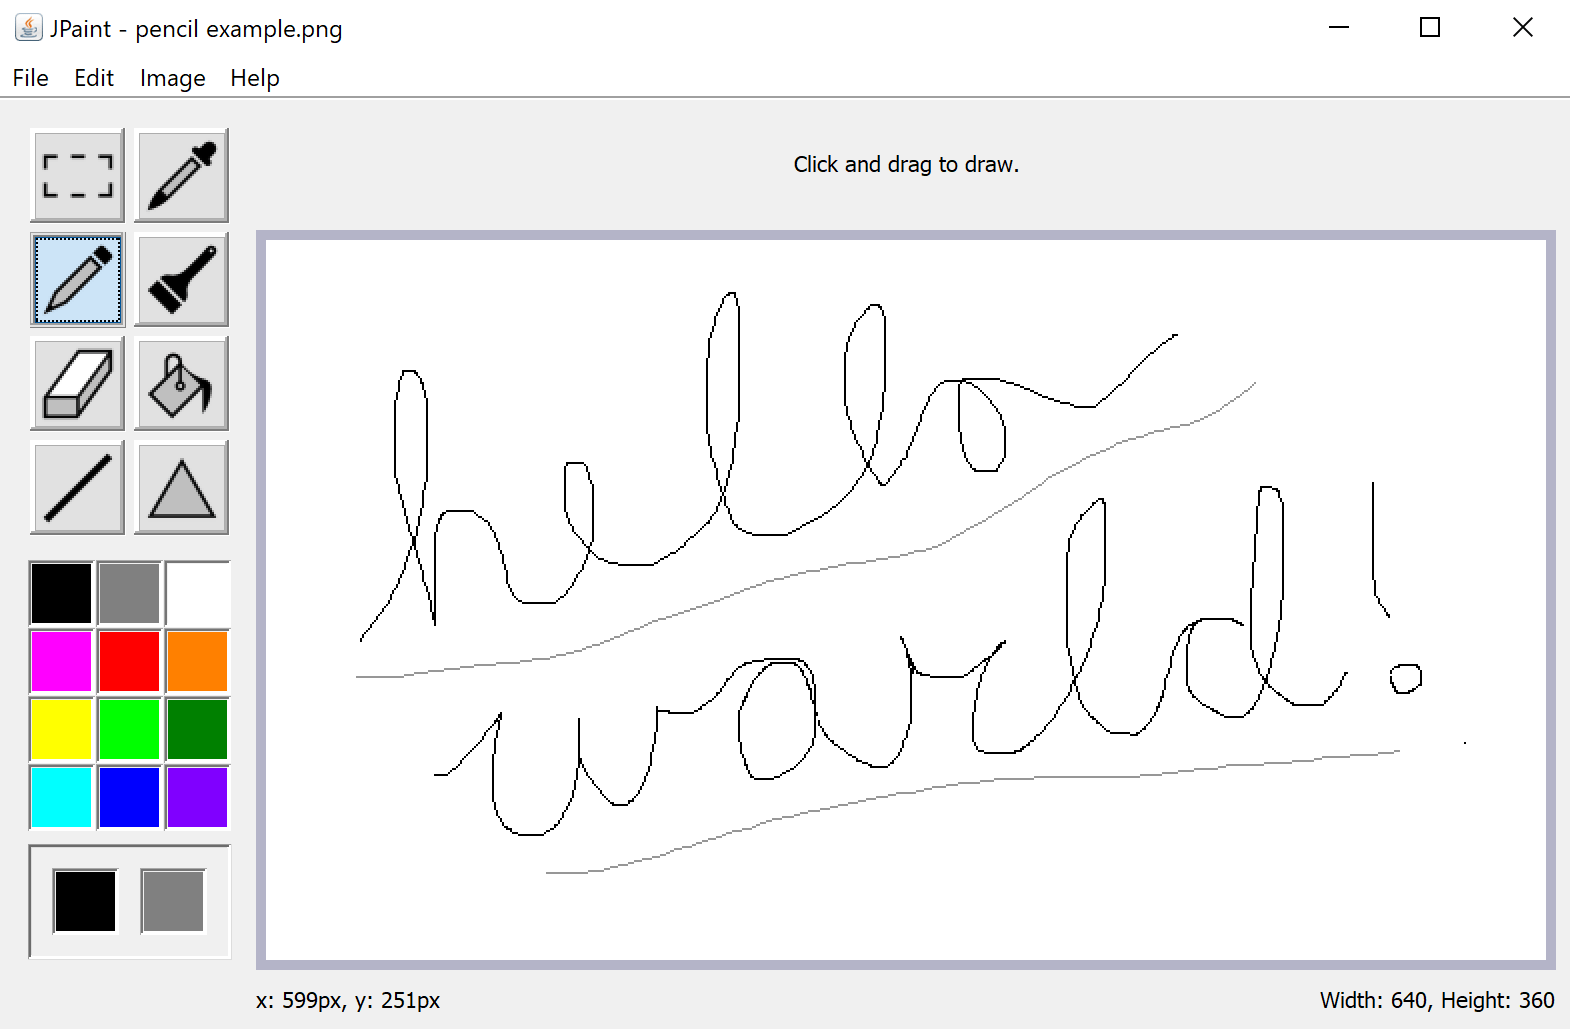 JPaint - pencil example.png
File Edit Image Help
Click and drag to draw.
hello
world!
x: 599px, y: 251px
Width: 640, Height: 360